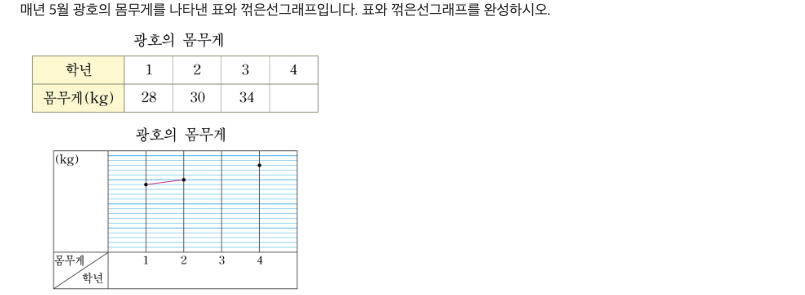 매년 5월 광호의 몸무게를 나타낸 표와 꺾은선그래프입니다. 표와 꺾은선그래프를 완성하시오.
광호의 몸무게
학년 1 2 3 4
몸무게(kg) 28 30 34
광호의 몸무게
(kg)
몸무게 1 2 3 4
학년